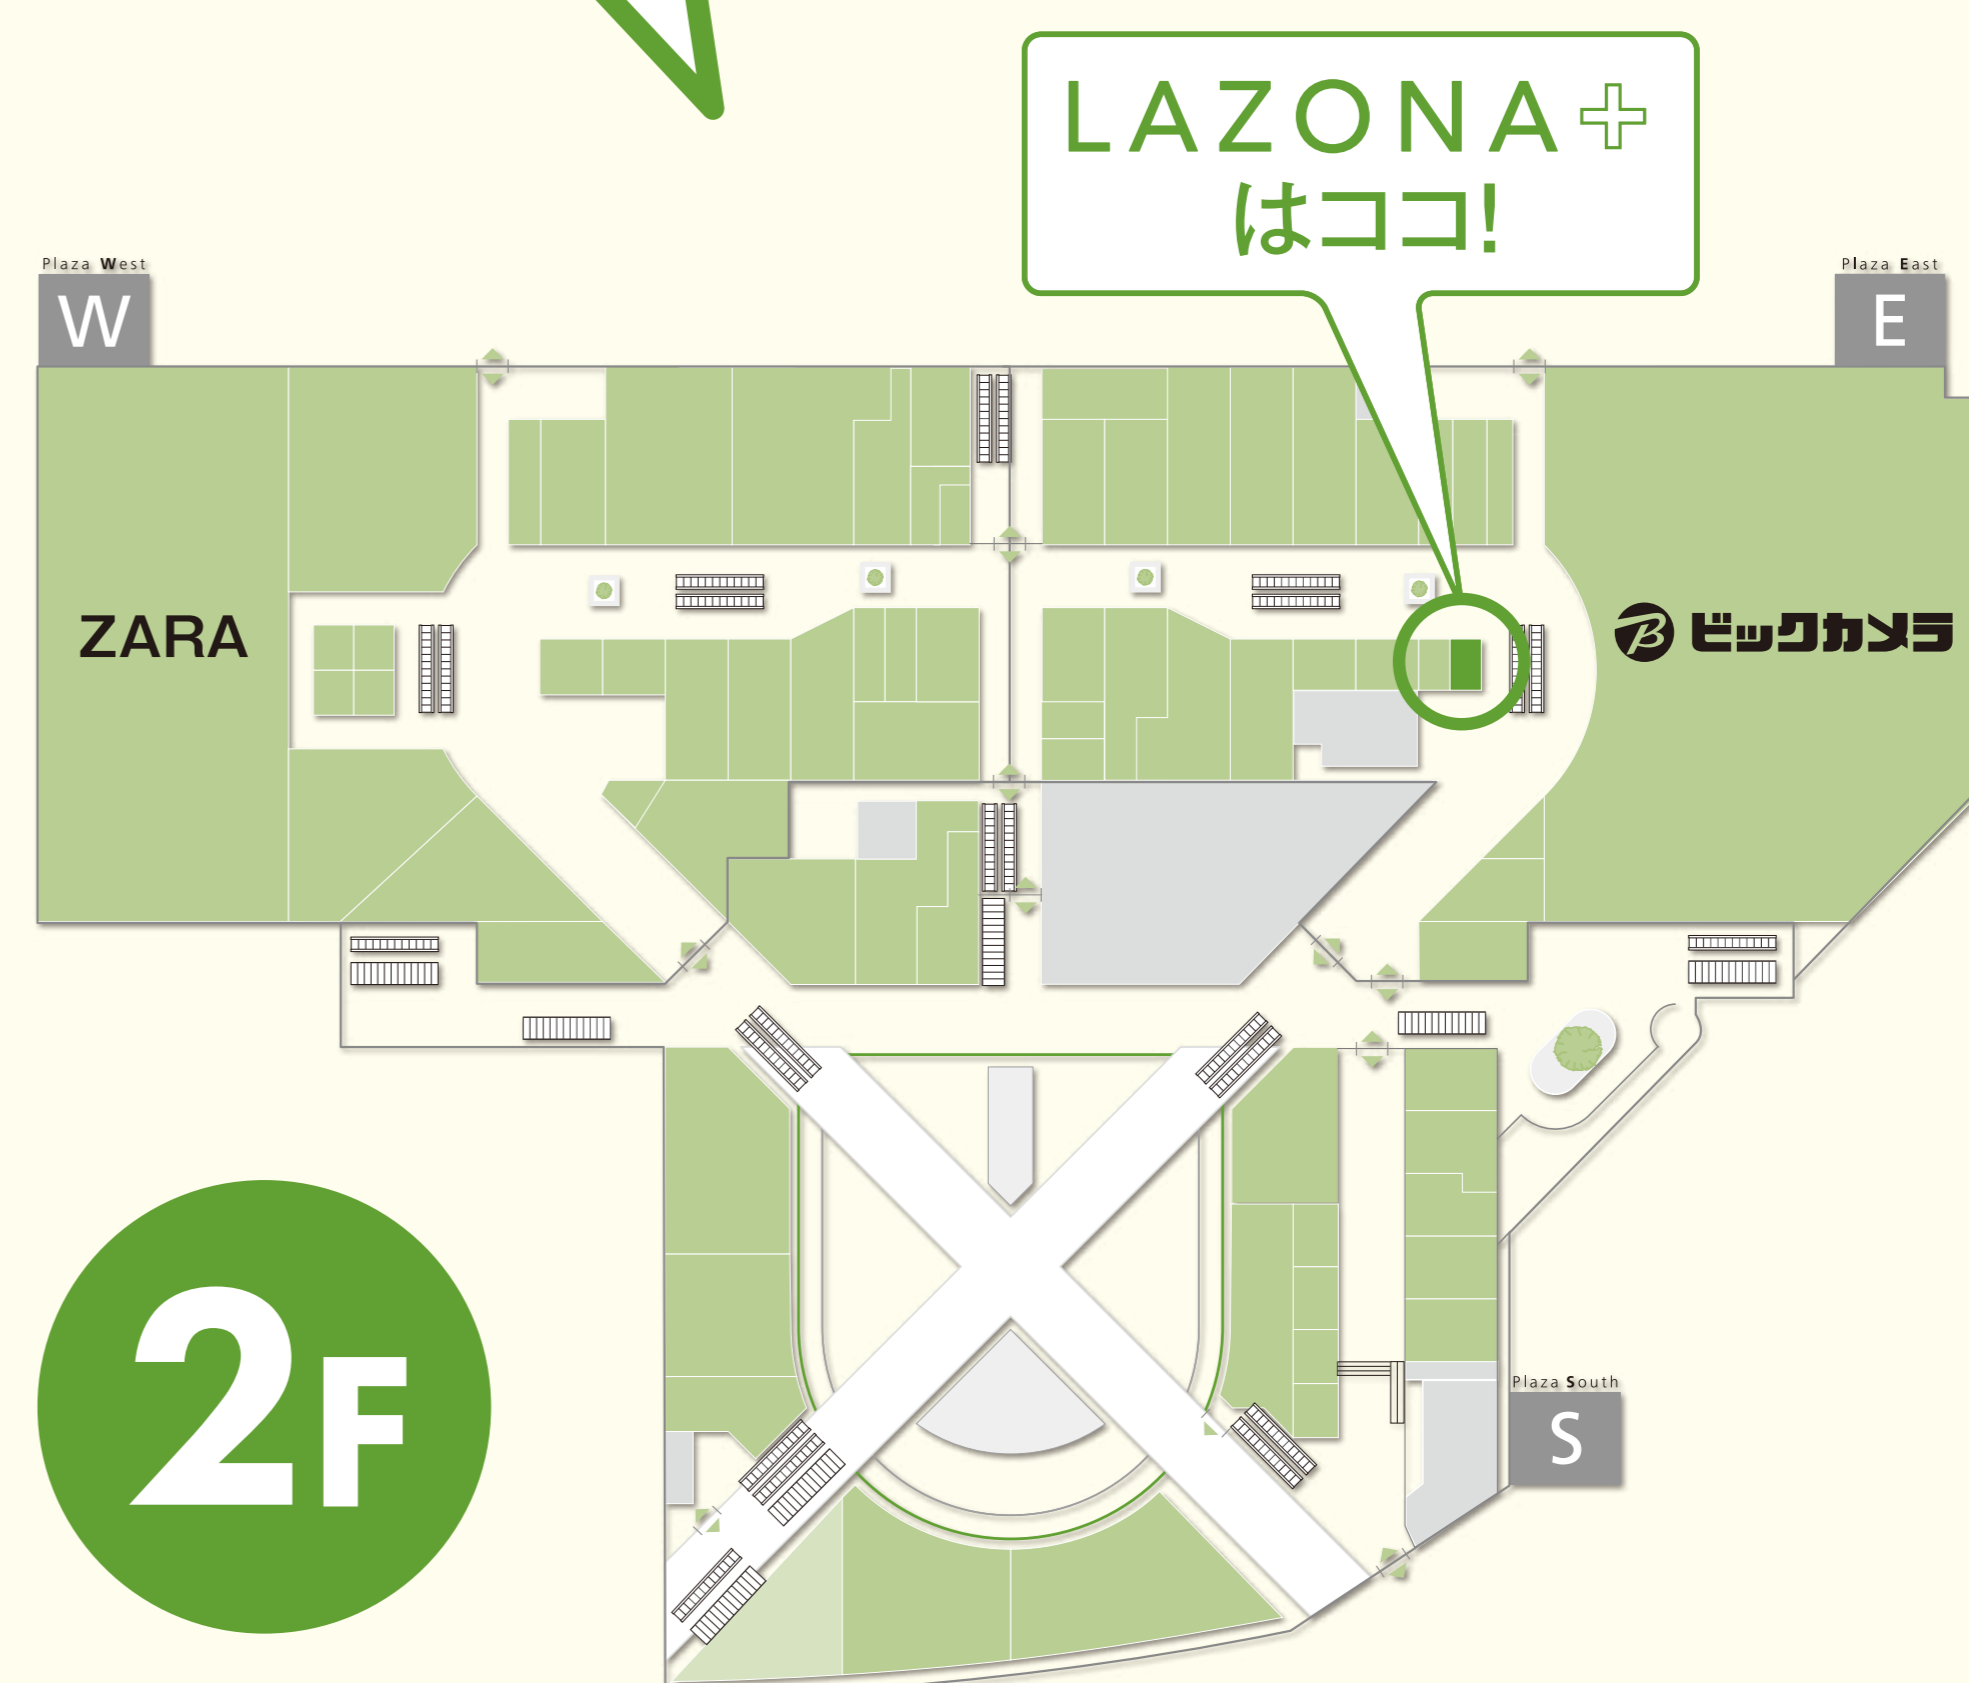 LAZONA+
はココ!
Plaza West
W
Plaza East
E
ZARA
B ビックカメラ
2F
Plaza South
S